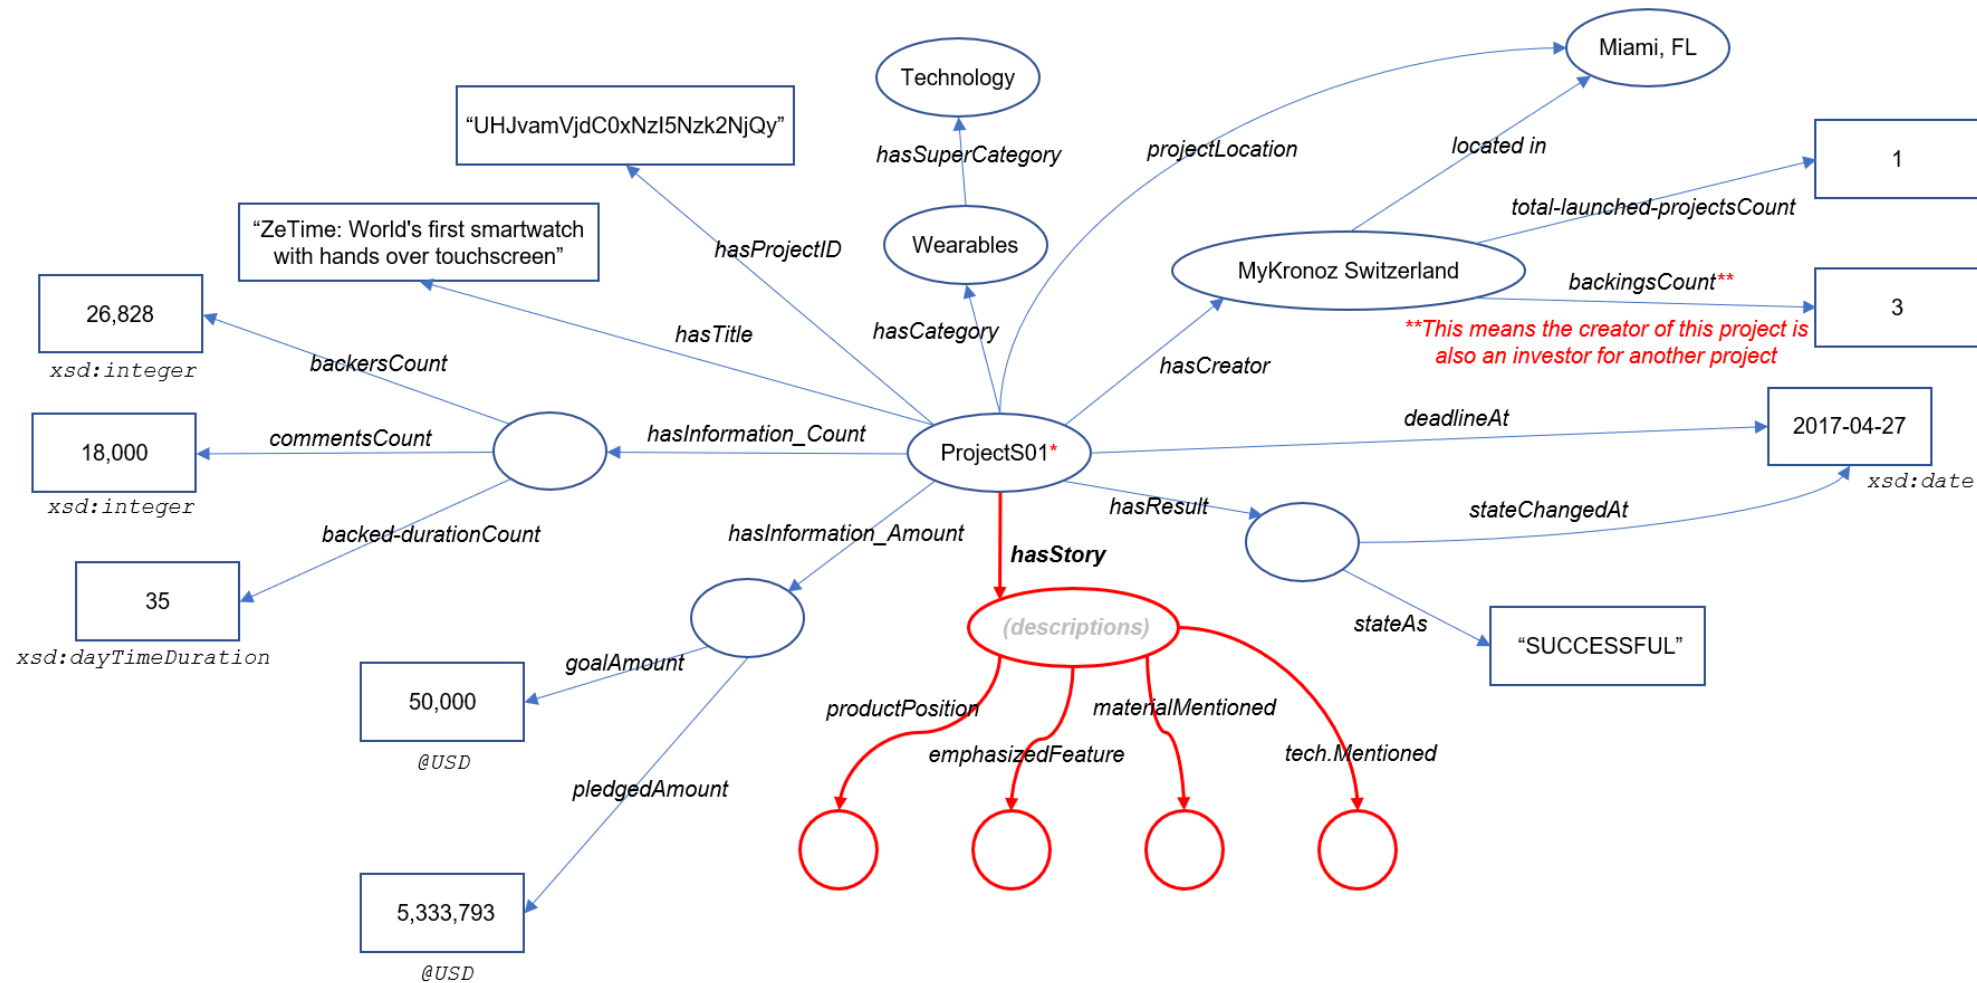 Miami, FL
Technology
“UHJvamVjdC0xNzI5Nzk2NjQy”
hasSuperCategory
projectLocation
located in
1
total-launched-projectsCount
“ZeTime: World's first smartwatch
with hands over touchscreen”
hasProjectID
Wearables
MyKronoz Switzerland
backingsCount**
3
26,828
xsd:integer
hasTitle
hasCategory
**This means the creator of this project is
also an investor for another project
backersCount
hasCreator
deadlineAt
2017-04-27
xsd:date
18,000
xsd:integer
commentsCount
hasInformation_Count
ProjectS01*
hasResult
stateChangedAt
backed-durationCount
hasInformation_Amount
hasStory
35
xsd:dayTimeDuration
(descriptions)
stateAs
“SUCCESSFUL”
goalAmount
50,000
@USD
productPosition
materialMentioned
emphasizedFeature
tech.Mentioned
pledgedAmount
5,333,793
@USD